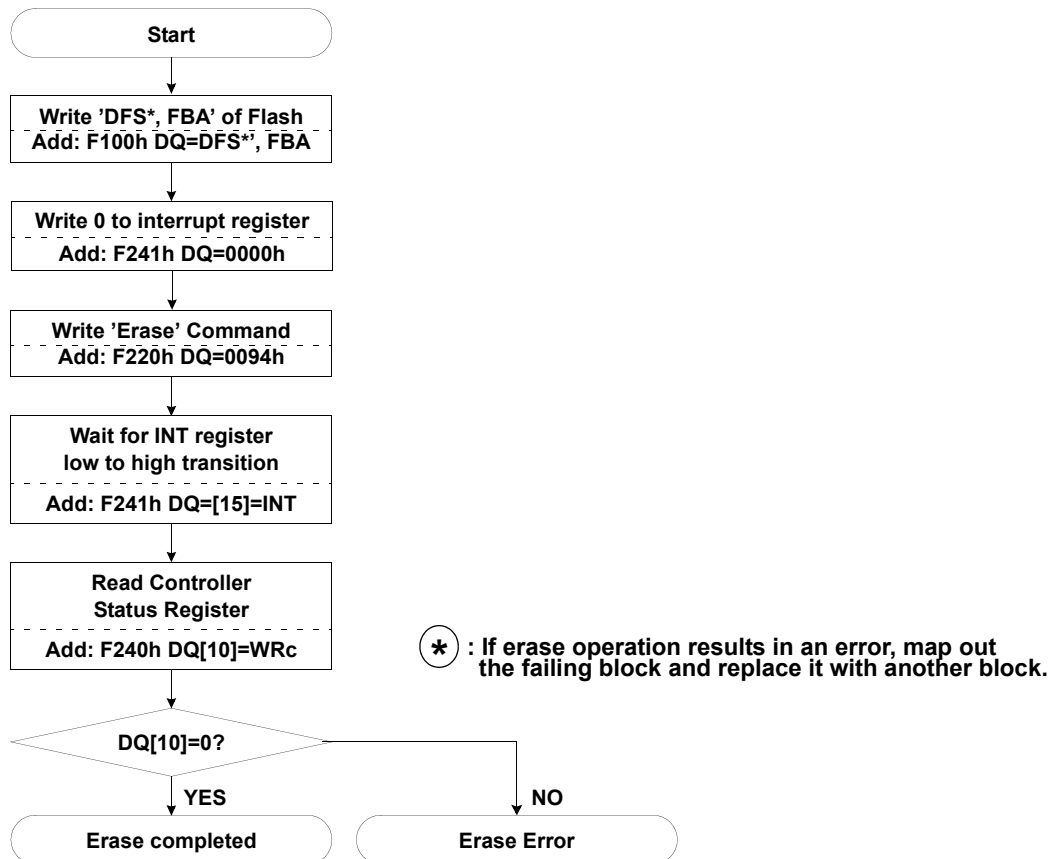 Start
Write ’DFS*, FBA’ of Flash
Add: F100h DQ=DFS*’, FBA
Write 0 to interrupt register
Add: F241h DQ=0000h
Write ’Erase’ Command
Add: F220h DQ=0094h
Wait for INT register
low to high transition
Add: F241h DQ=[15]=INT
Read Controller
Status Register
Add: F240h DQ[10]=WRc
* : If erase operation results in an error, map out
the failing block and replace it with another block.
DQ[10]=0?
YES
NO
Erase completed
Erase Error